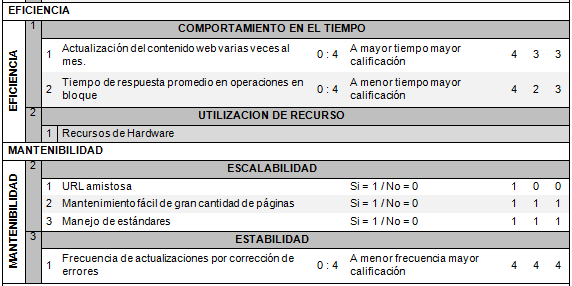 EFICIENCIA
EFICIENCIA
1 COMPORTAMIENTO EN EL TIEMPO
1 Actualización del contenido web varias veces al mes. 0 : 4 A mayor tiempo mayor calificación 4 3 3
2 Tiempo de respuesta promedio en operaciones en bloque 0 : 4 A menor tiempo mayor calificación 4 2 3
2 UTILIZACION DE RECURSO
1 Recursos de Hardware
MANTENIBILIDAD
MANTENIBILIDAD
2 ESCALABILIDAD
1 URL amistosa Si = 1 / No = 0 1 0 0
2 Mantenimiento fácil de gran cantidad de páginas Si = 1 / No = 0 1 1 1
3 Manejo de estándares Si = 1 / No = 0 1 1 1
3 ESTABILIDAD
1 Frecuencia de actualizaciones por corrección de errores 0 : 4 A menor frecuencia mayor calificación 4 4 4